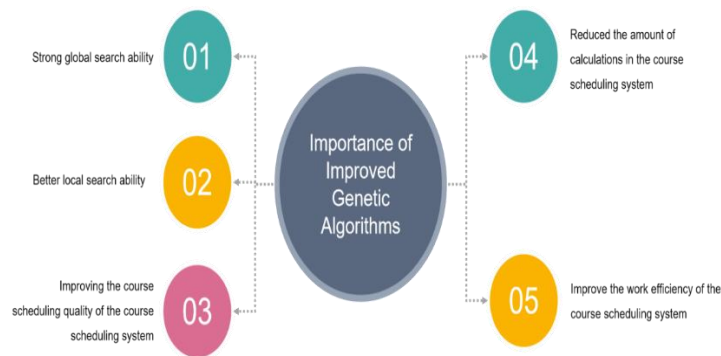 01
Strong global search ability
02
Better local search ability
03
Improving the course
scheduling quality of the course
scheduling system
Importance of
Improved
Genetic
Algorithms
04
Reduced the amount of
calculations in the course
scheduling system
05
Improve the work efficiency of the
course scheduling system